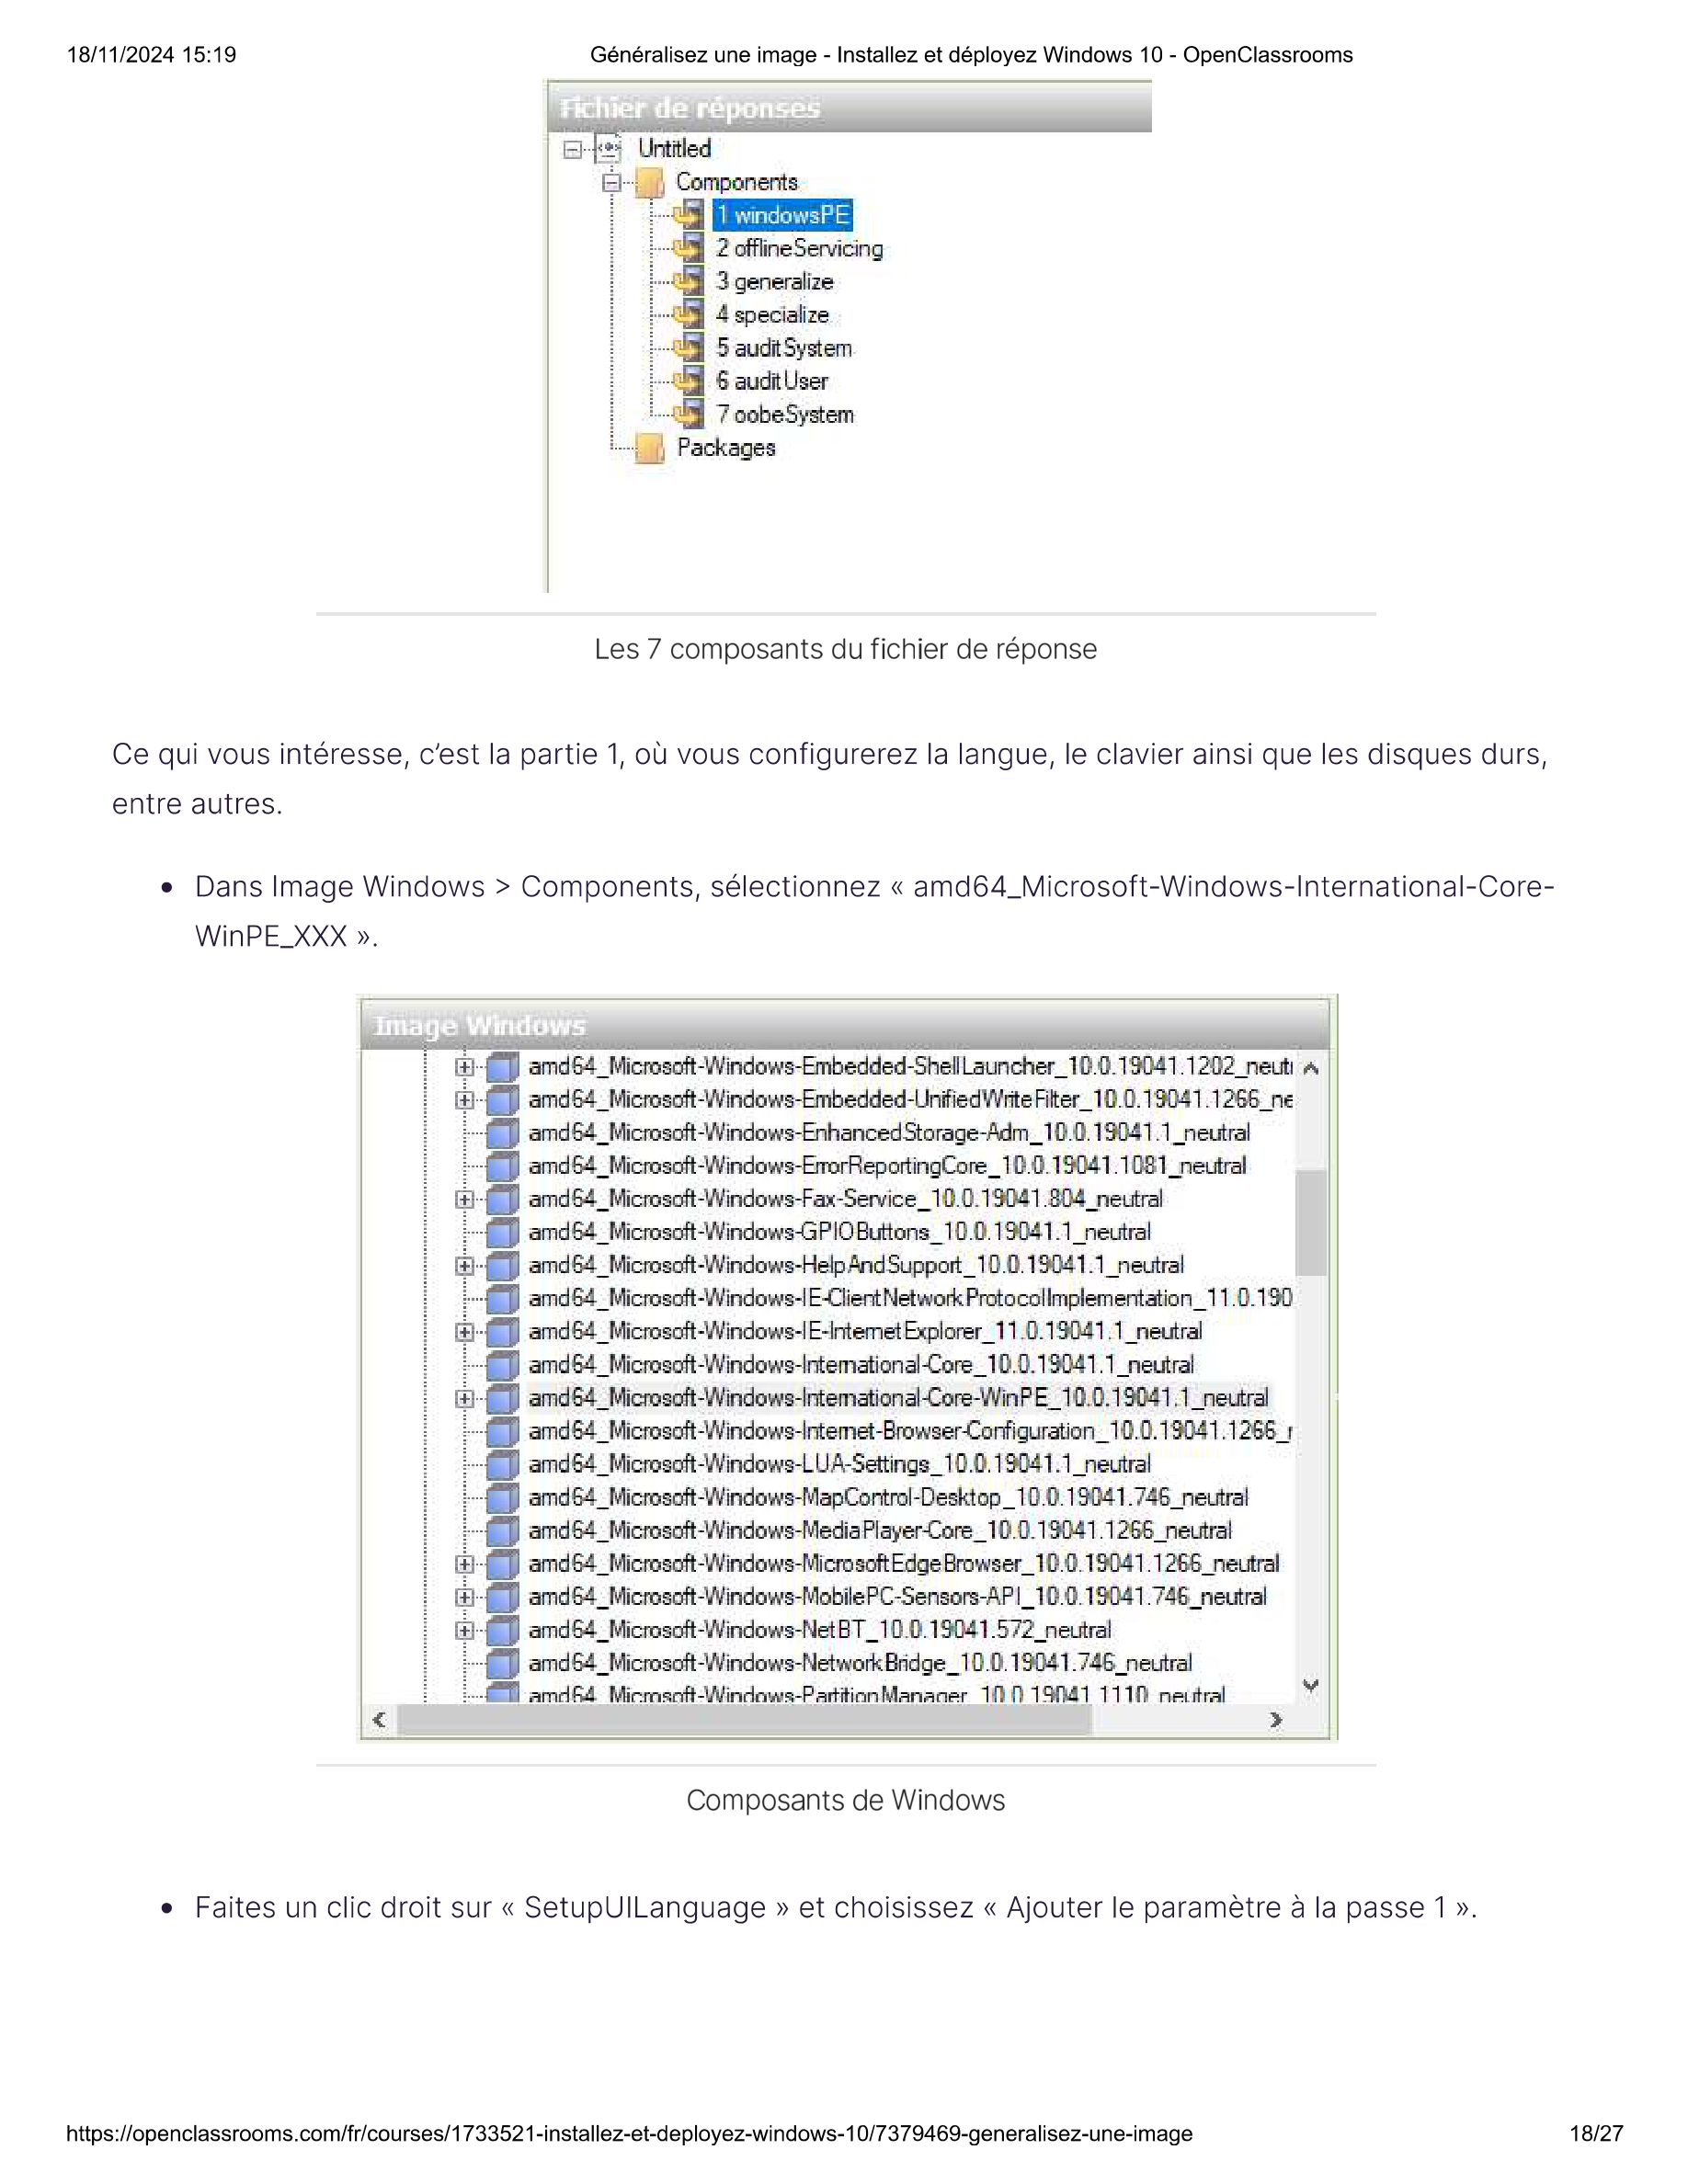 18/11/2024 15:19
Généralisez une image - Installez et déployez Windows 10 - OpenClassrooms
Fichier de réponses
Untitled
Components
1 windowsPE
2 offlineServicing
3 generalize
4 specialize
5 auditSystem
6 auditUser
7 oobeSystem
Packages
Les 7 composants du fichier de réponse
Ce qui vous intéresse, c’est la partie 1, où vous configurerez la langue, le clavier ainsi que les disques durs,
entre autres.
• Dans Image Windows > Components, sélectionnez « amd64_Microsoft-Windows-International-Core-
WinPE_XXX ».
Image Windows
amd64_Microsoft-Windows-Embedded-ShellLauncher_10.0.19041.1202_neutr
amd64_Microsoft-Windows-Embedded-UnifiedWriteFilter_10.0.19041.1266_ne
amd64_Microsoft-Windows-EnhancedStorage-Adm_10.0.19041.1_neutral
amd64_Microsoft-Windows-ErrorReportingCore_10.0.19041.1081_neutral
amd64_Microsoft-Windows-Fax-Service_10.0.19041.804_neutral
amd64_Microsoft-Windows-GPIOButtons_10.0.19041.1_neutral
amd64_Microsoft-Windows-HelpAndSupport_10.0.19041.1_neutral
amd64_Microsoft-Windows-IE-ClientNetworkProtocolImplementation_11.0.190
amd64_Microsoft-Windows-IE-InternetExplorer_11.0.19041.1_neutral
amd64_Microsoft-Windows-International-Core_10.0.19041.1_neutral
amd64_Microsoft-Windows-International-Core-WinPE_10.0.19041.1_neutral
amd64_Microsoft-Windows-Internet-Browser-Configuration_10.0.19041.1266_r
amd64_Microsoft-Windows-LUA-Settings_10.0.19041.1_neutral
amd64_Microsoft-Windows-MapControl-Desktop_10.0.19041.746_neutral
amd64_Microsoft-Windows-MediaPlayer-Core_10.0.19041.1266_neutral
amd64_Microsoft-Windows-MicrosoftEdgeBrowser_10.0.19041.1266_neutral
amd64_Microsoft-Windows-MobilePC-Sensors-API_10.0.19041.746_neutral
amd64_Microsoft-Windows-NetBT_10.0.19041.572_neutral
amd64_Microsoft-Windows-NetworkBridge_10.0.19041.746_neutral
amd64_Microsoft-Windows-PartitionManager_10.0.19041.1110_neutral
Composants de Windows
• Faites un clic droit sur « SetupUILanguage » et choisissez « Ajouter le paramètre à la passe 1 ».
https://openclassrooms.com/fr/courses/1733521-installez-et-deployez-windows-10/7379469-generalisez-une-image
18/27